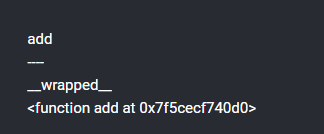 add
----
__wrapped__
<function add at 0x7f5cecf740d0>